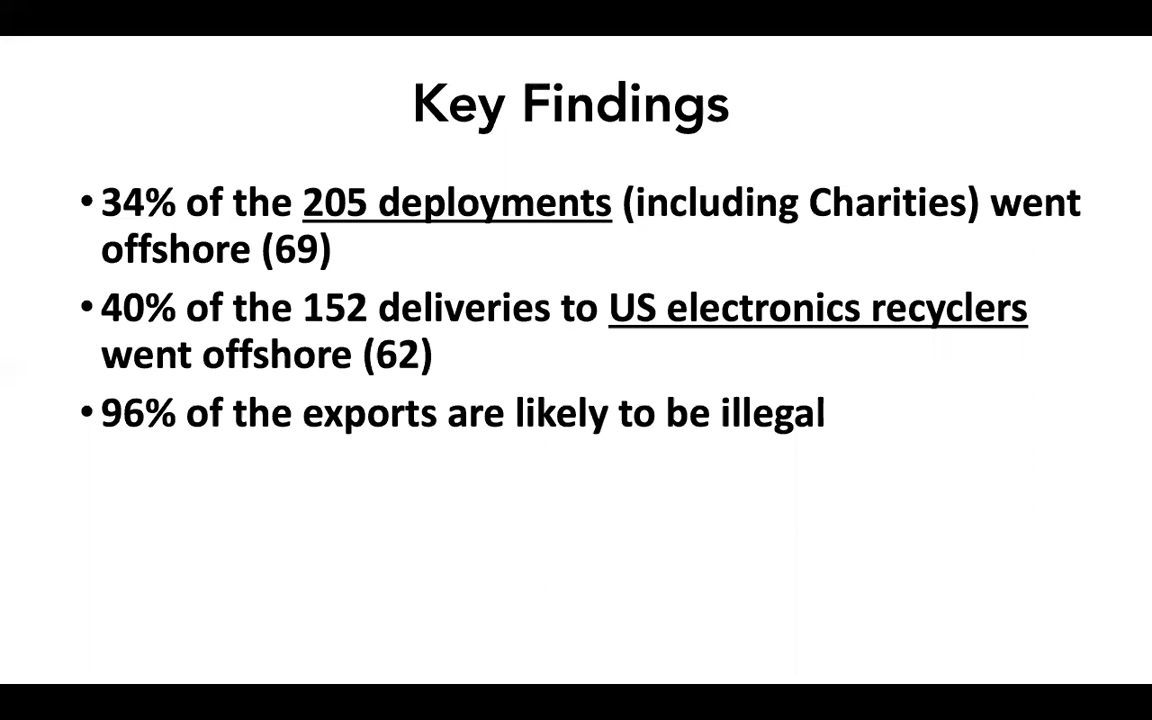 Key Findings
• 34% of the 205 deployments (including Charities) went
offshore (69)
• 40% of the 152 deliveries to US electronics recyclers
went offshore (62)
• 96% of the exports are likely to be illegal